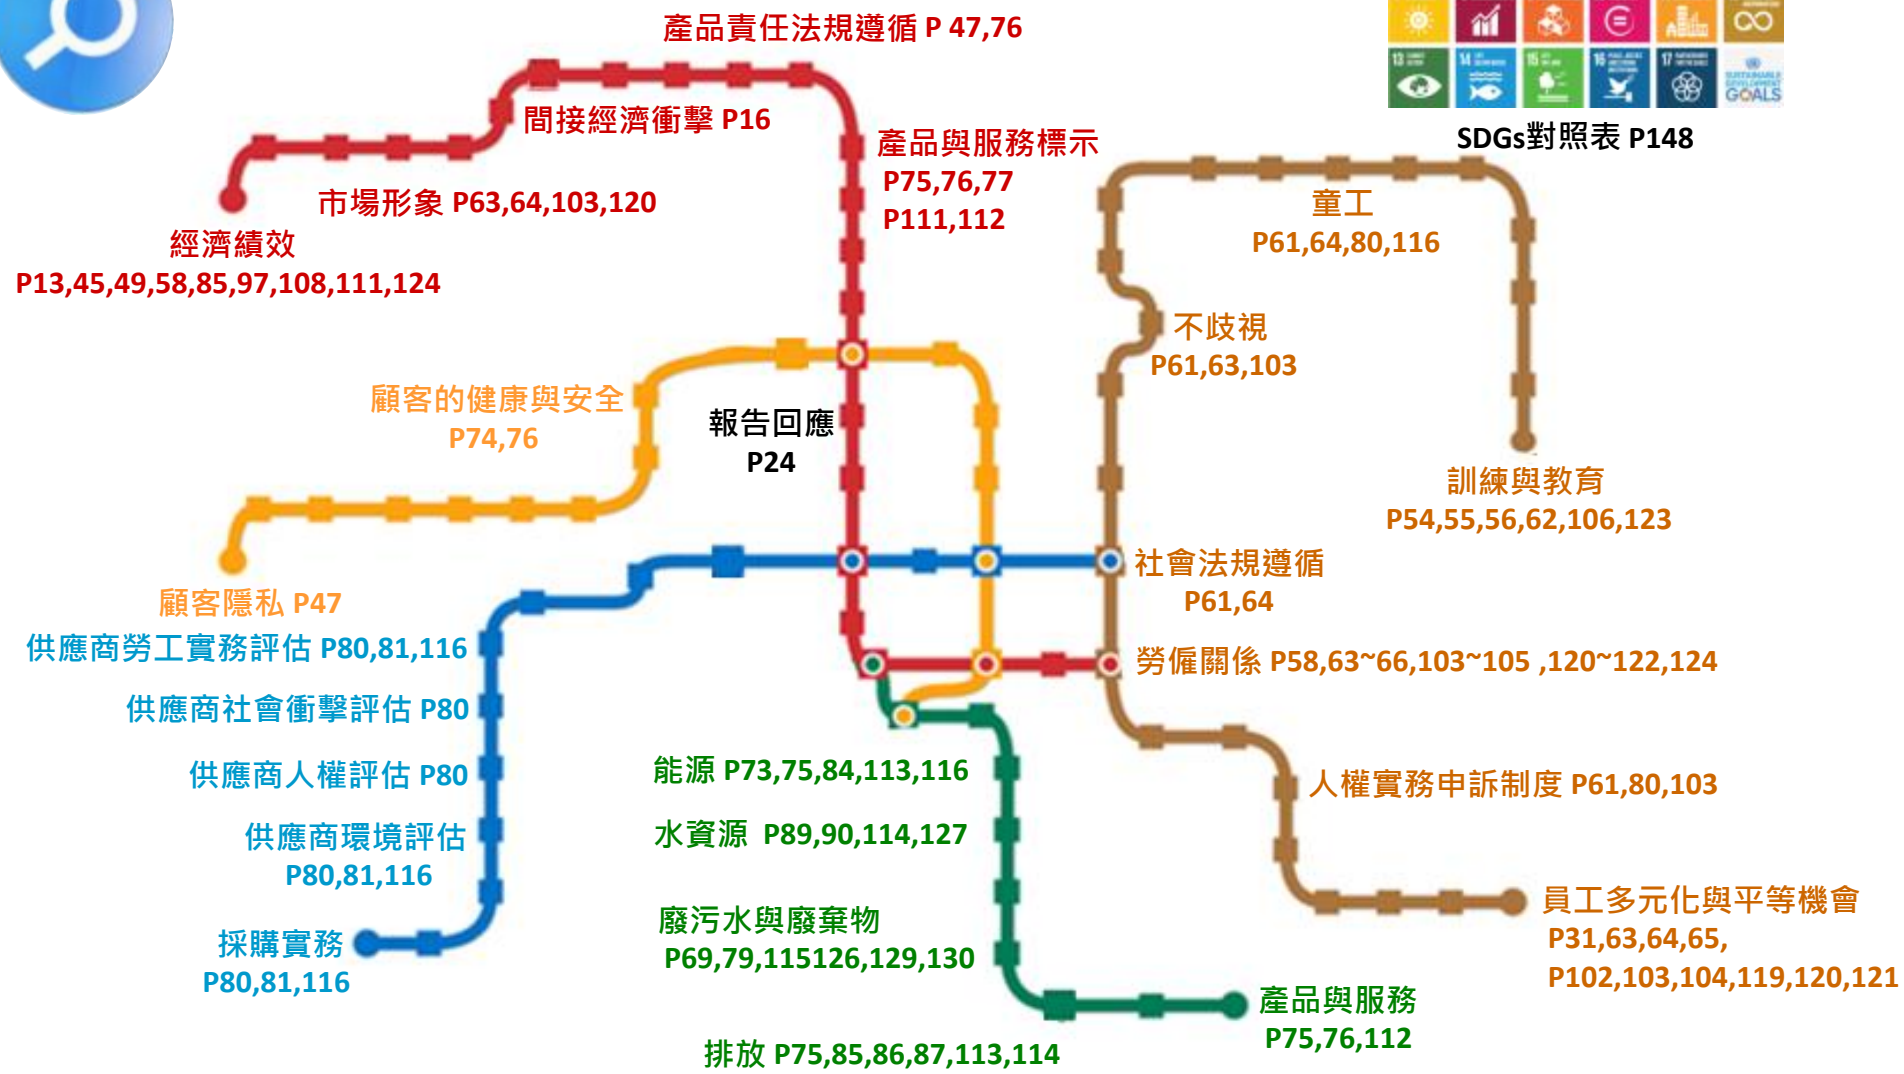 產品責任法規遵循 P 47,76
間接經濟衝擊 P16
產品與服務標示
P75,76,77
P111,112
市場形象 P63,64,103,120
經濟績效
P13,45,49,58,85,97,108,111,124
13
14
15
16
17
SUSTAINABLE
DEVELOPMENT
GOALS
SDGs對照表 P148
童工
P61,64,80,116
不歧視
P61,63,103
顧客的健康與安全
P74,76
報告回應
P24
訓練與教育
P54,55,56,62,106,123
顧客隱私 P47
社會法規遵循
P61,64
供應商勞工實務評估 P80,81,116
勞僱關係 P58,63~66,103~105 ,120~122,124
供應商社會衝擊評估 P80
供應商人權評估 P80
能源 P73,75,84,113,116
人權實務申訴制度 P61,80,103
供應商環境評估
P80,81,116
水資源 P89,90,114,127
採購實務
P80,81,116
廢污水與廢棄物
P69,79,115126,129,130
員工多元化與平等機會
P31,63,64,65,
P102,103,104,119,120,121
產品與服務
P75,76,112
排放 P75,85,86,87,113,114